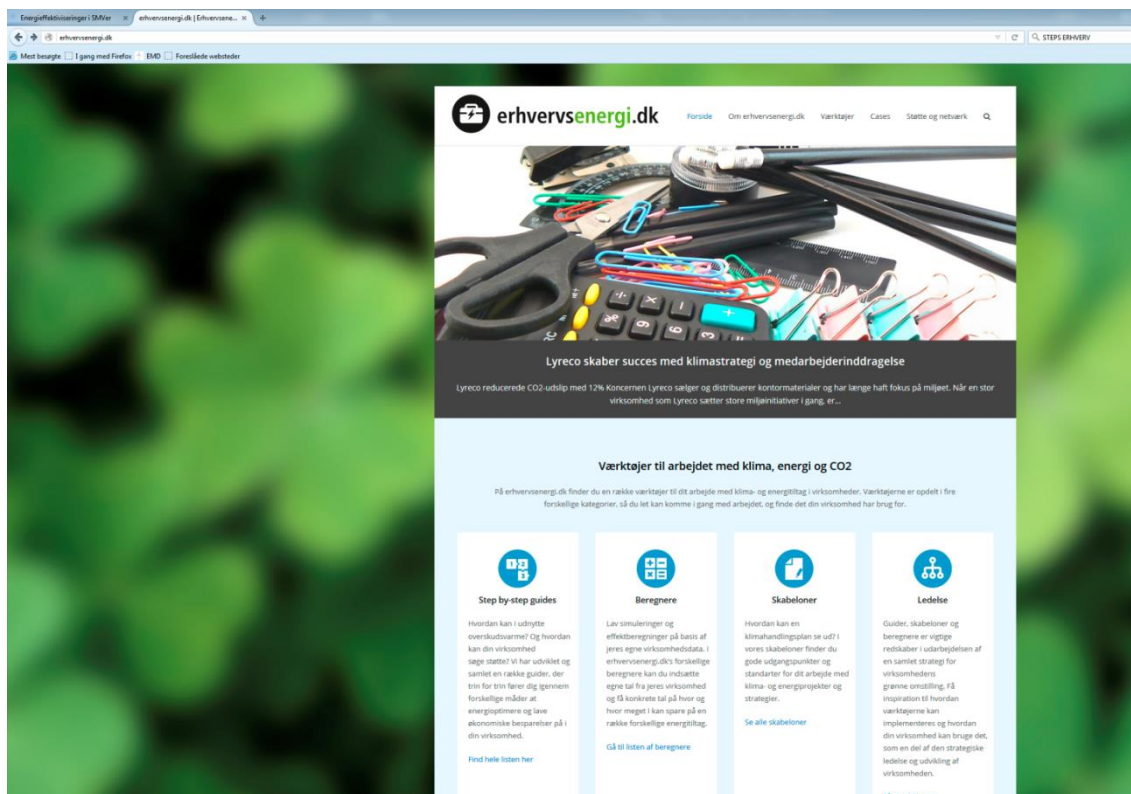 Energieffektiviseringer i SMVer
erhvervsenergi.dk | Erhvervsene...
erhvervsenergi.dk
STEPS ERHVERV
Mest besøgte
I gang med Firefox
EMD
Foreslåede websteder
erhvervsenergi.dk
Forside
Om erhvervsenergi.dk
Værktøjer
Cases
Støtte og netværk
Lyreco skaber succes med klimastrategi og medarbejderinddragelse
Lyreco reducerede CO2-udslip med 12% Koncernen Lyreco sælger og distribuerer kontormaterialer og har længe haft fokus på miljøet. Når en stor
virksomhed som Lyreco sætter store miljøinitiativer i gang, er...
Værktøjer til arbejdet med klima, energi og CO2
På erhvervsenergi.dk finder du en række værktøjer til dit arbejde med klima- og energitiltag i virksomheder. Værktøjerne er opdelt i fire
forskellige kategorier, så du let kan komme i gang med arbejdet, og finde det din virksomhed har brug for.
Step by-step guides
Hvordan kan i udnytte
overskudsvarme? Og hvordan
kan din virksomhed
søge støtte? Vi har udviklet og
samlet en række guider, der
trin for trin fører dig igennem
forskellige måder at
energioptimere og lave
økonomiske besparelser på i
din virksomhed.
Find hele listen her
Beregnere
Lav simuleringer og
effektberegninger på basis af
jeres egne virksomhedsdata. I
erhvervsenergi.dk's forskellige
beregnere kan du indsætte
egne tal fra jeres virksomhed
og få konkrete tal på hvor og
hvor meget i kan spare på en
række forskellige energitiltag.
Gå til listen af beregnere
Skabeloner
Hvordan kan en
klimahandlingsplan se ud? I
vores skabeloner finder du
gode udgangspunkter og
standarter for dit arbejde med
klima- og energiprojekter og
strategier.
Se alle skabeloner
Ledelse
Guider, skabeloner og
beregnere er vigtige
redskaber i udarbejdelsen af
en samlet strategi for
virksomhedens
grønne omstilling. Få
inspiration til hvordan
værktøjerne kan
implementeres og hvordan
din virksomhed kan bruge det,
som en del af den strategiske
ledelse og udvikling af
virksomheden.